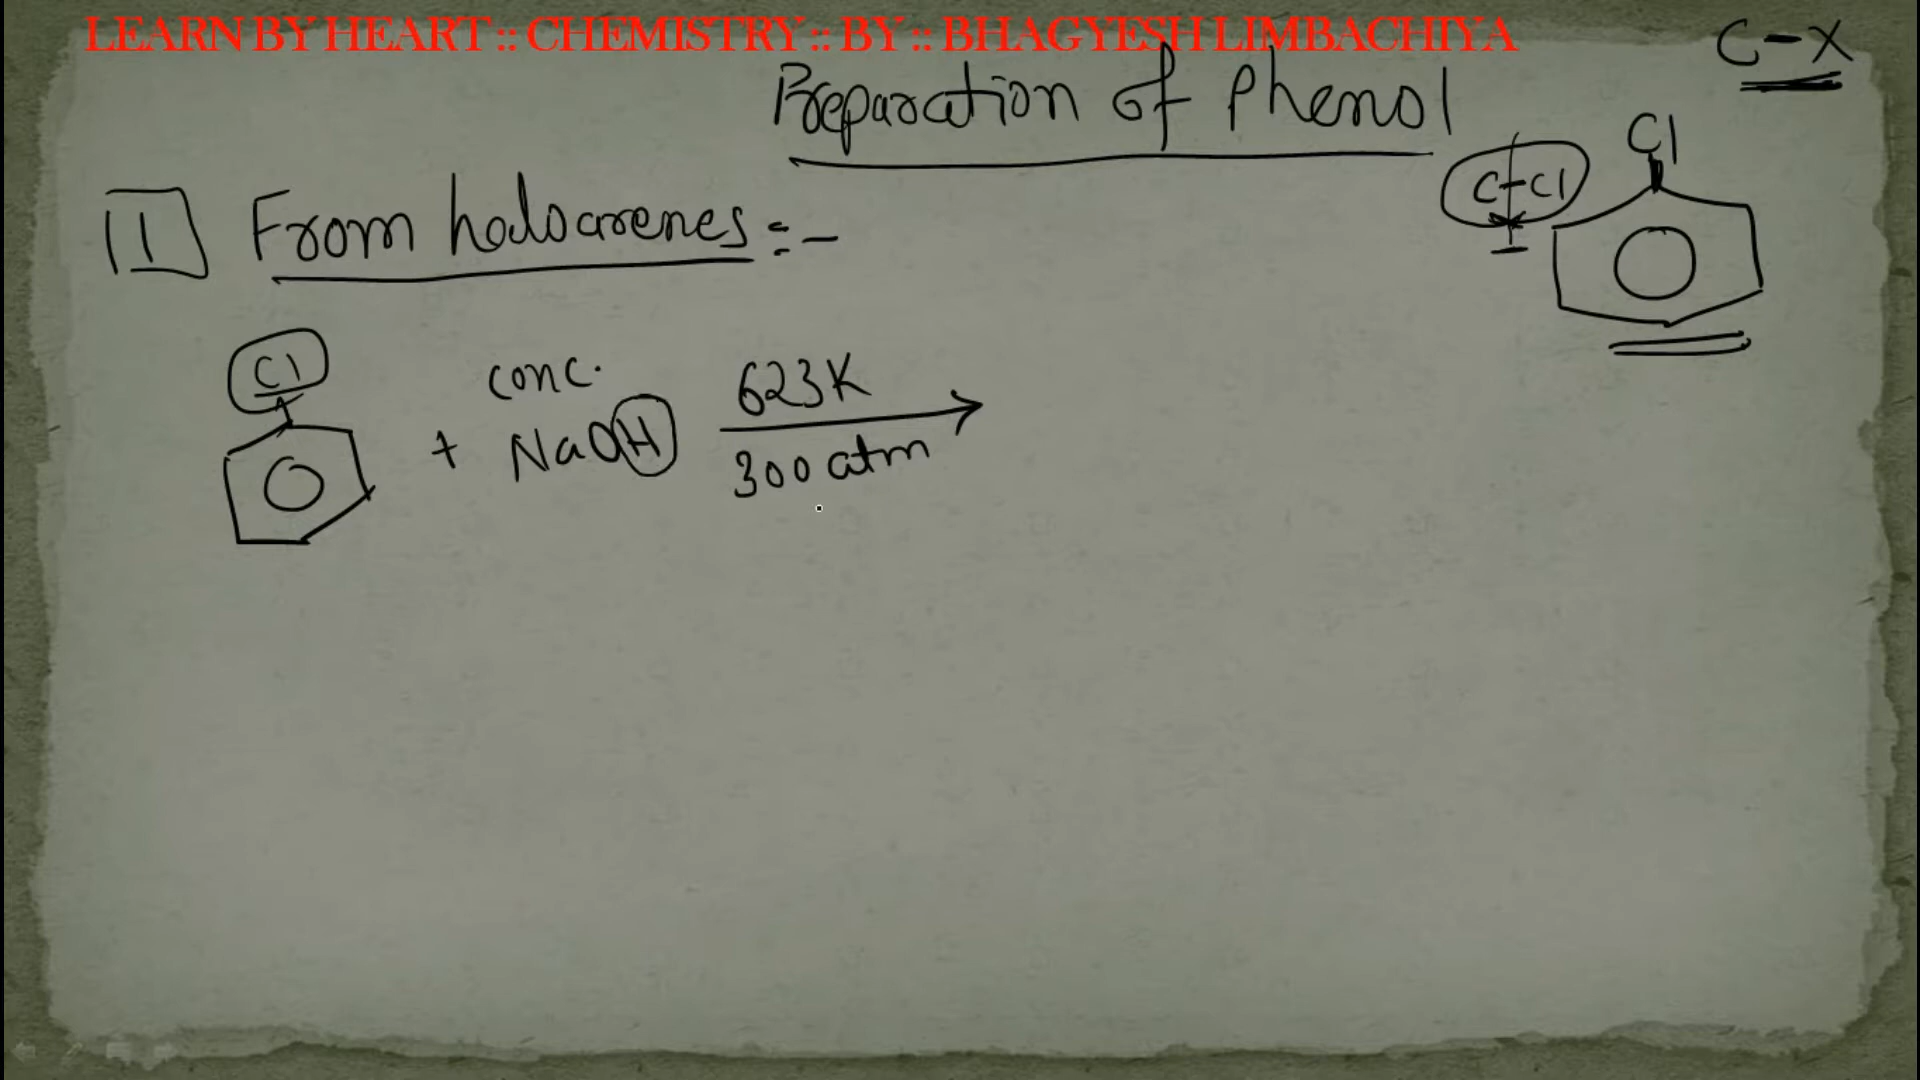 LEARN BY HEART :: CHEMISTRY :: BY :: BHAGYESH LIMBACHIYA
C-X
Preparation of Phenol
C-Cl
Cl
1 From haloarenes :-
Cl
+ conc. NaOH
623K
300 atm